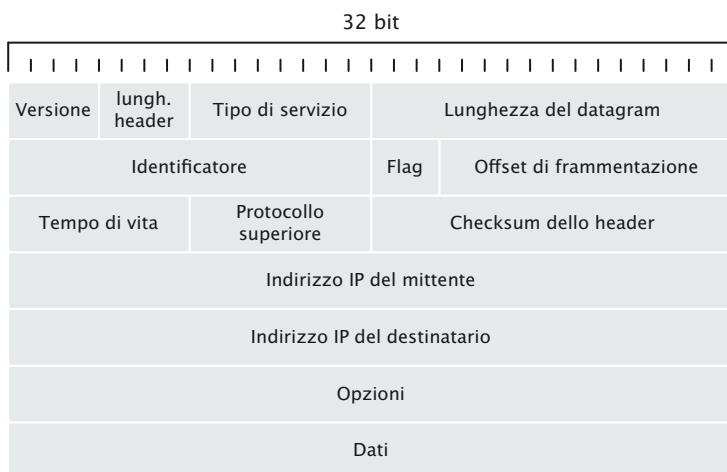 32 bit
Versione
lungh.
header
Tipo di servizio
Lunghezza del datagram
Identificatore
Flag
Offset di frammentazione
Tempo di vita
Protocollo
superiore
Checksum dello header
Indirizzo IP del mittente
Indirizzo IP del destinatario
Opzioni
Dati